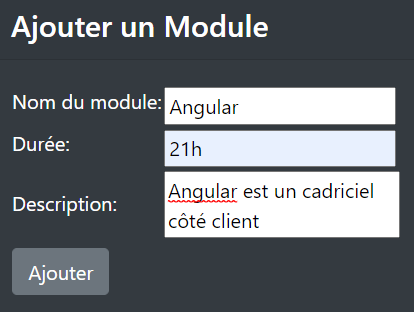 Ajouter un Module
Nom du module: Angular
Durée: 21h
Description: Angular est un cadriciel
côté client
Ajouter